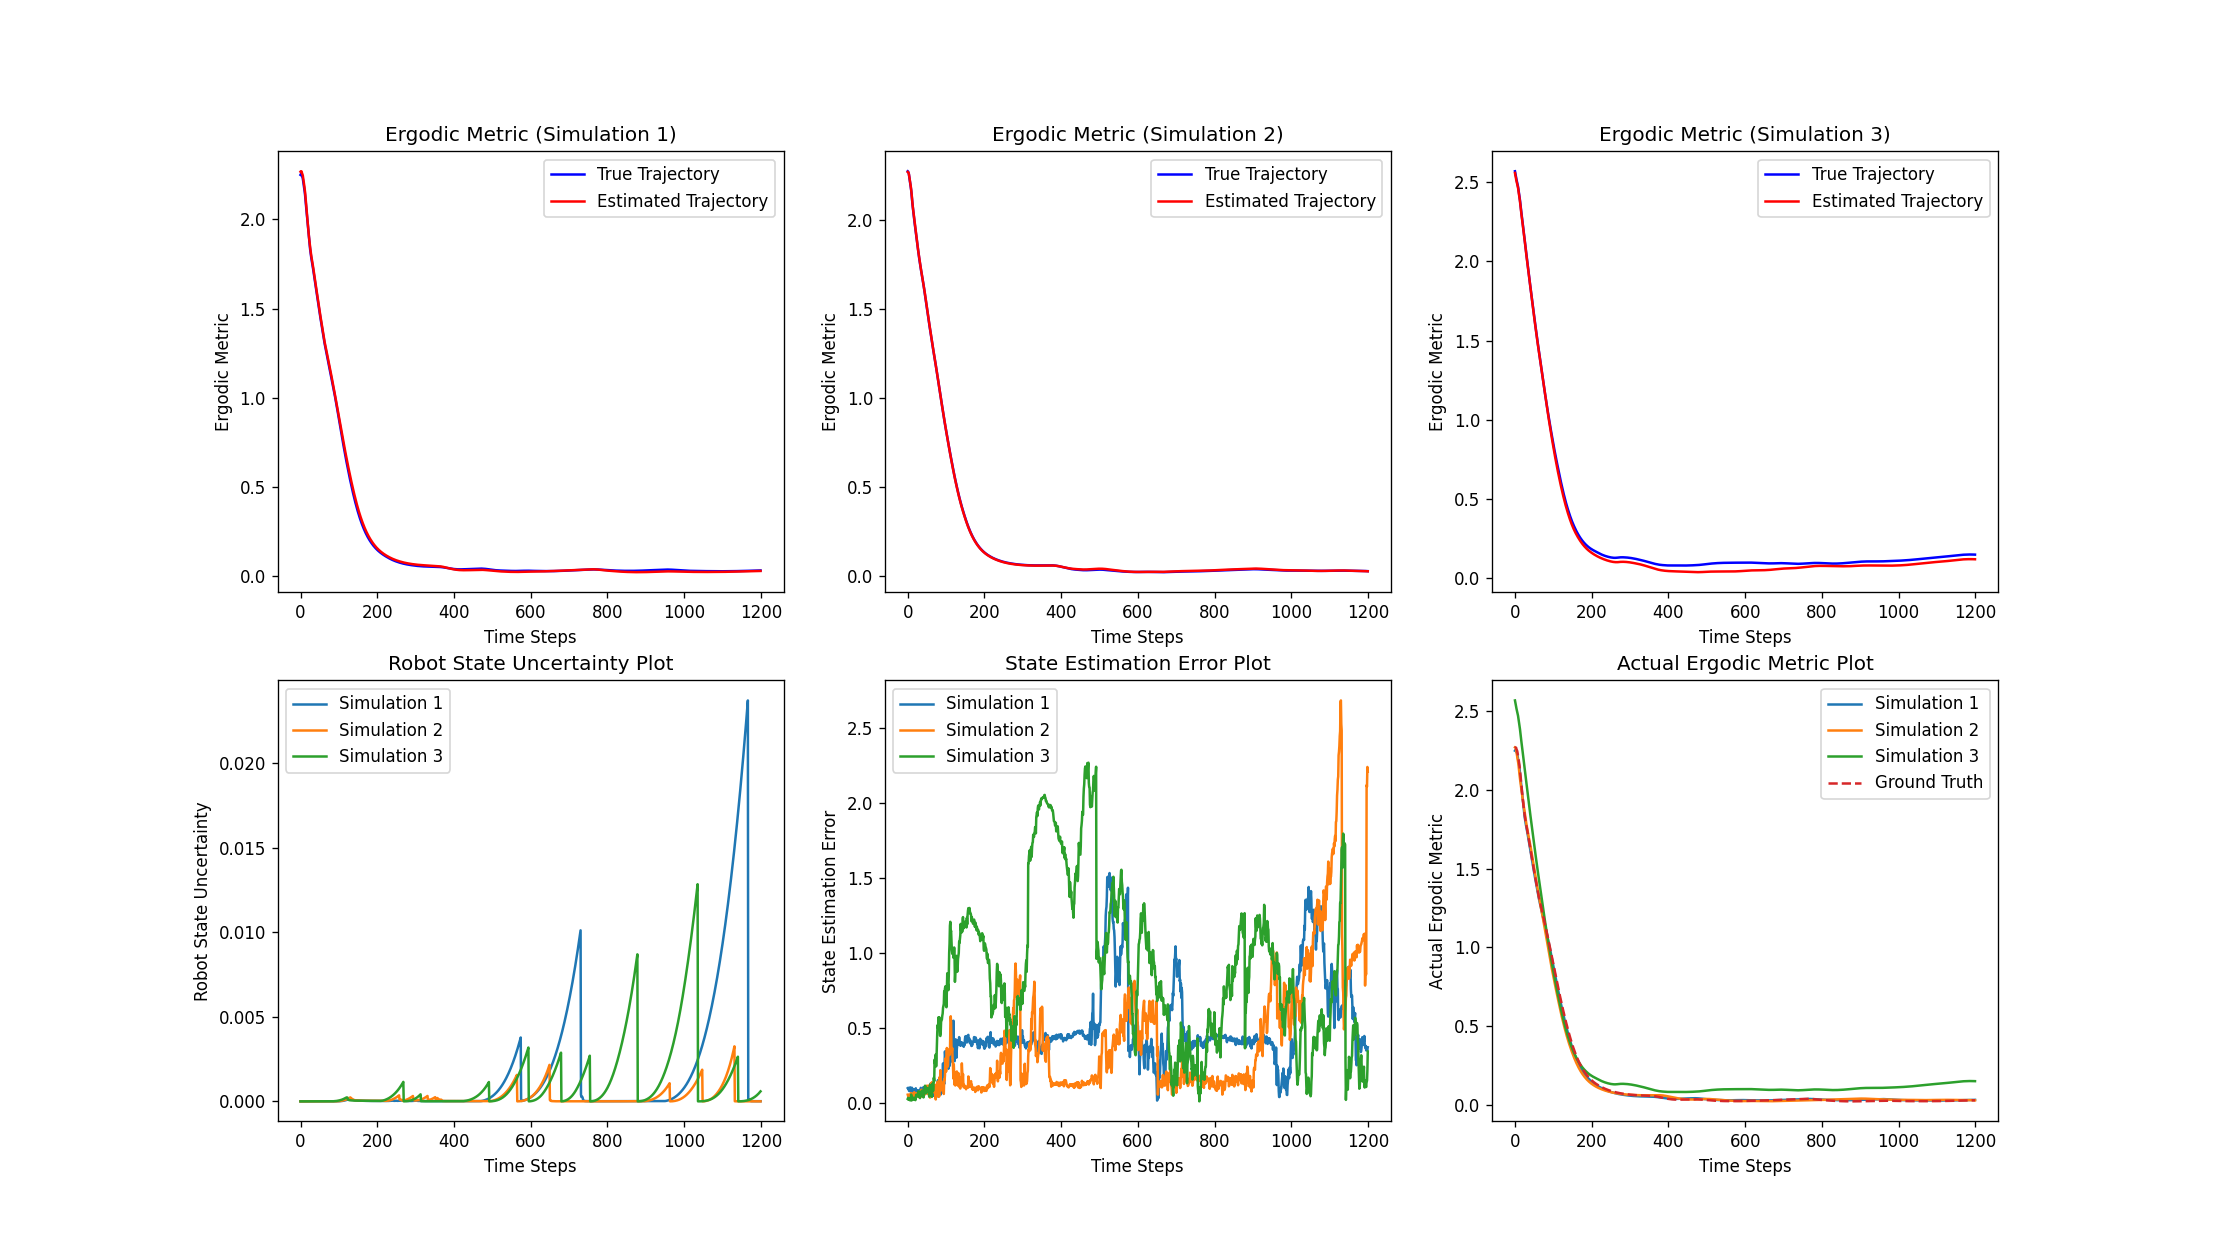 Ergodic Metric (Simulation 1)
True Trajectory
Estimated Trajectory
Ergodic Metric
2.0
1.5
1.0
0.5
0.0
0 200 400 600 800 1000 1200
Time Steps
Ergodic Metric (Simulation 2)
True Trajectory
Estimated Trajectory
Ergodic Metric
2.0
1.5
1.0
0.5
0.0
0 200 400 600 800 1000 1200
Time Steps
Ergodic Metric (Simulation 3)
True Trajectory
Estimated Trajectory
Ergodic Metric
2.5
2.0
1.5
1.0
0.5
0.0
0 200 400 600 800 1000 1200
Time Steps
Robot State Uncertainty Plot
Simulation 1
Simulation 2
Simulation 3
Robot State Uncertainty
0.020
0.015
0.010
0.005
0.000
0 200 400 600 800 1000 1200
Time Steps
State Estimation Error Plot
Simulation 1
Simulation 2
Simulation 3
State Estimation Error
2.5
2.0
1.5
1.0
0.5
0.0
0 200 400 600 800 1000 1200
Time Steps
Actual Ergodic Metric Plot
Simulation 1
Simulation 2
Simulation 3
Ground Truth
Actual Ergodic Metric
2.5
2.0
1.5
1.0
0.5
0.0
0 200 400 600 800 1000 1200
Time Steps